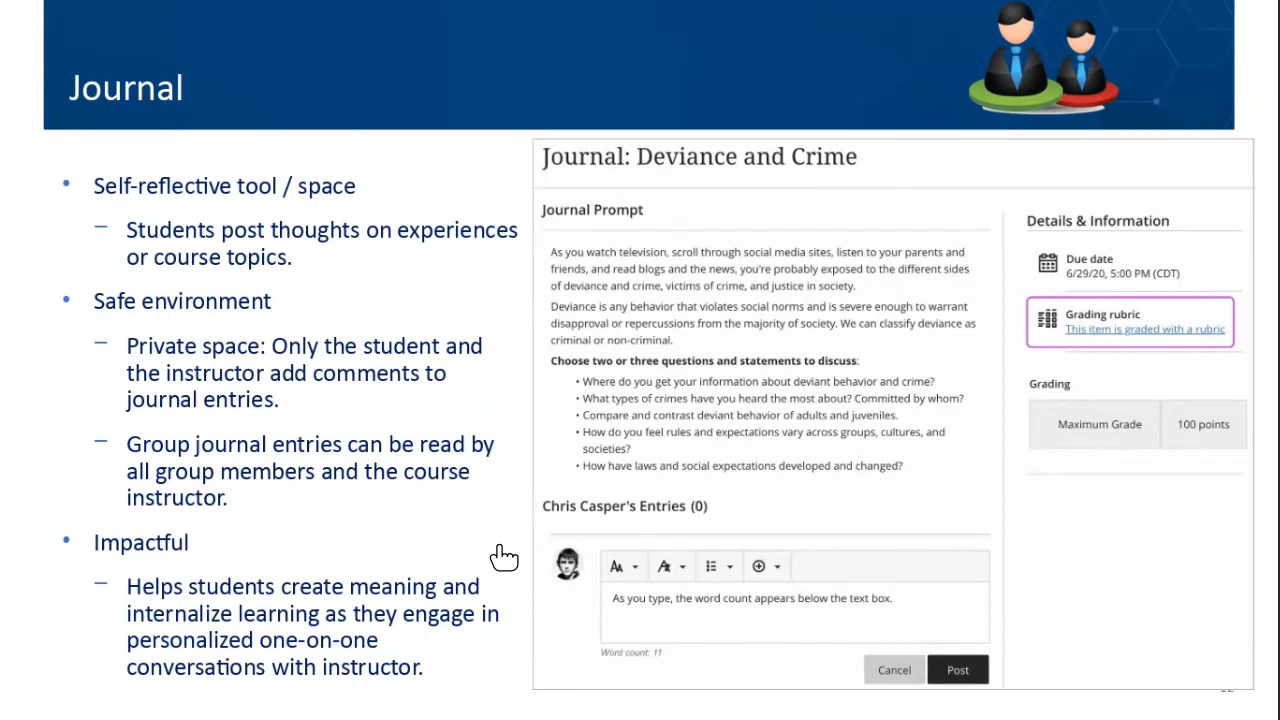 Journal
• Self-reflective tool / space
– Students post thoughts on experiences
or course topics.
• Safe environment
– Private space: Only the student and
the instructor add comments to
journal entries.
– Group journal entries can be read by
all group members and the course
instructor.
• Impactful
– Helps students create meaning and
internalize learning as they engage in
personalized one-on-one
conversations with instructor.
Journal: Deviance and Crime
Journal Prompt
As you watch television, scroll through social media sites, listen to your parents and
friends, and read blogs and the news, you're probably exposed to the different sides
of deviance and crime, victims of crime, and justice in society.
Deviance is any behavior that violates social norms and is severe enough to warrant
disapproval or repercussions from the majority of society. We can classify deviance as
criminal or non-criminal.
Choose two or three questions and statements to discuss:
• Where do you get your information about deviant behavior and crime?
• What types of crimes have you heard the most about? Committed by whom?
• Compare and contrast deviant behavior of adults and juveniles.
• How do you feel rules and expectations vary across groups, cultures, and
societies?
• How have laws and social expectations developed and changed?
Chris Casper's Entries (0)
As you type, the word count appears below the text box.
Word count: 11
Cancel Post
Details & Information
Due date
6/29/20, 5:00 PM (CDT)
Grading rubric
This item is graded with a rubric
Grading
Maximum Grade 100 points